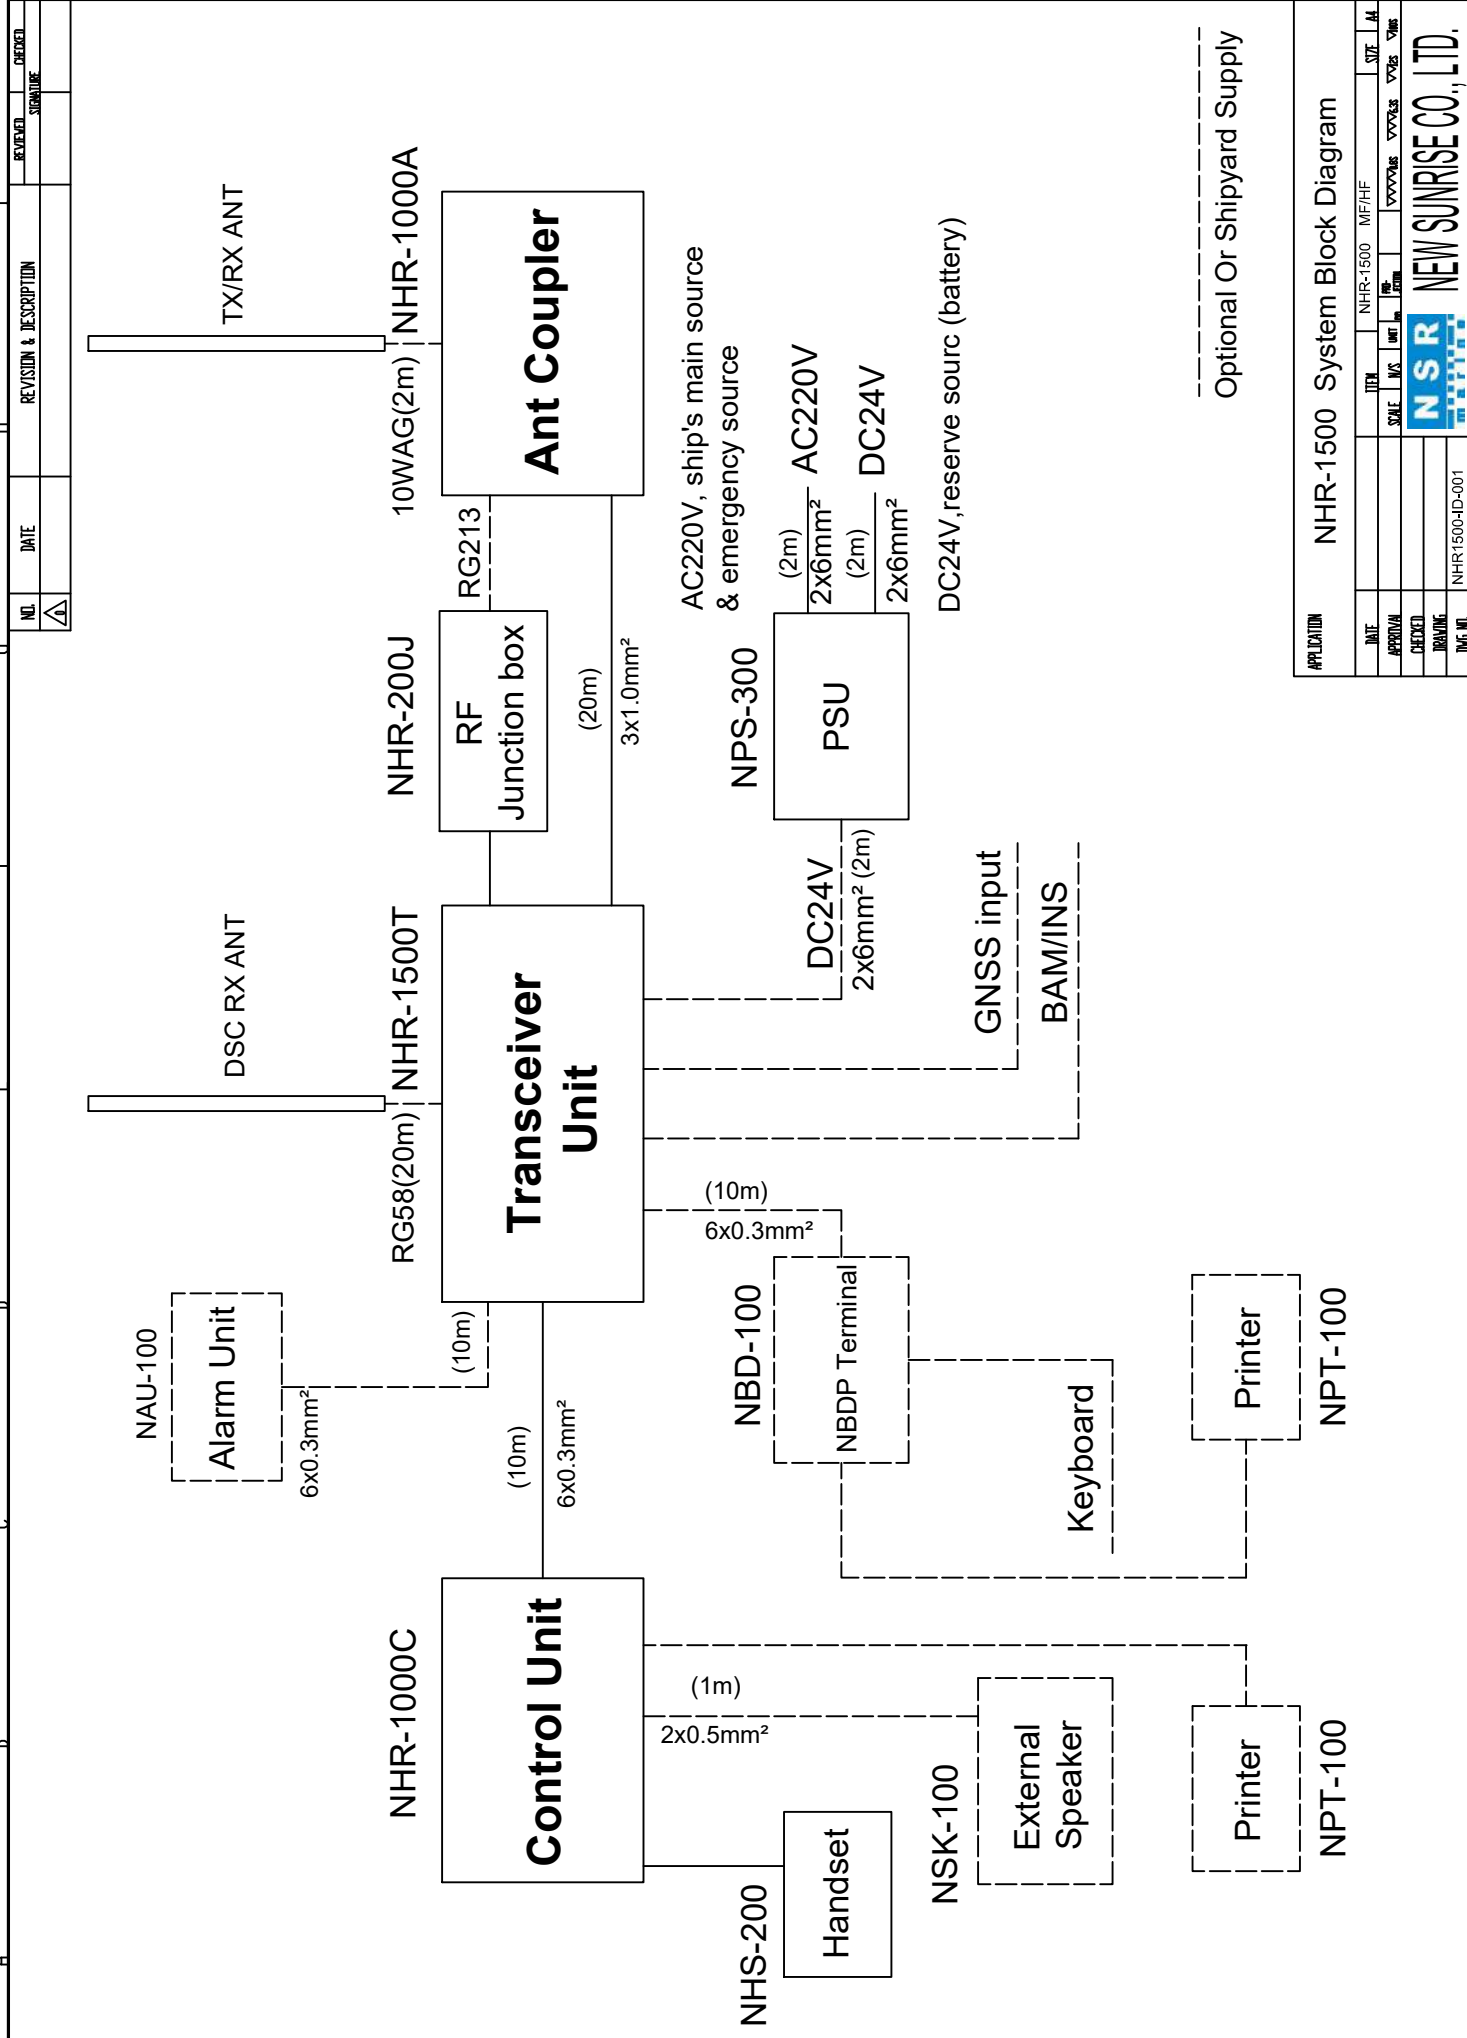 NO.
DATE
REVISION & DESCRIPTION
REVIEWED
CHECKED
SIGNATURE
0
DSC RX ANT
TX/RX ANT
NAU-100
Alarm Unit
6x0.3mm²
(10m)
RG58(20m)
NHR-1500T
10WAG(2m)
NHR-1000A
NHR-1000C
Control Unit
(10m)
6x0.3mm²
Transceiver
Unit
NHR-200J
RF
Junction box
RG213
(20m)
3x1.0mm²
Ant Coupler
AC220V, ship's main source
& emergency source
NHS-200
Handset
(1m)
2x0.5mm²
NSK-100
External
Speaker
(10m)
6x0.3mm²
NBD-100
NBDP Terminal
Keyboard
DC24V
2x6mm² (2m)
NPS-300
PSU
(2m)
2x6mm²
AC220V
(2m)
2x6mm²
DC24V
DC24V,reserve sourc (battery)
GNSS input
BAM/INS
Printer
NPT-100
Printer
NPT-100
Optional Or Shipyard Supply
APPLICATION
NHR-1500 System Block Diagram
DATE
ITEM
NHR-1500 MF/HF
SIZE
A4
APPROVAL
SCALE
N/S
UNIT
CHECKED
DRAWING
DWG NO.
NHR1500-ID-001
NSR
NEW SUNRISE CO., LTD.